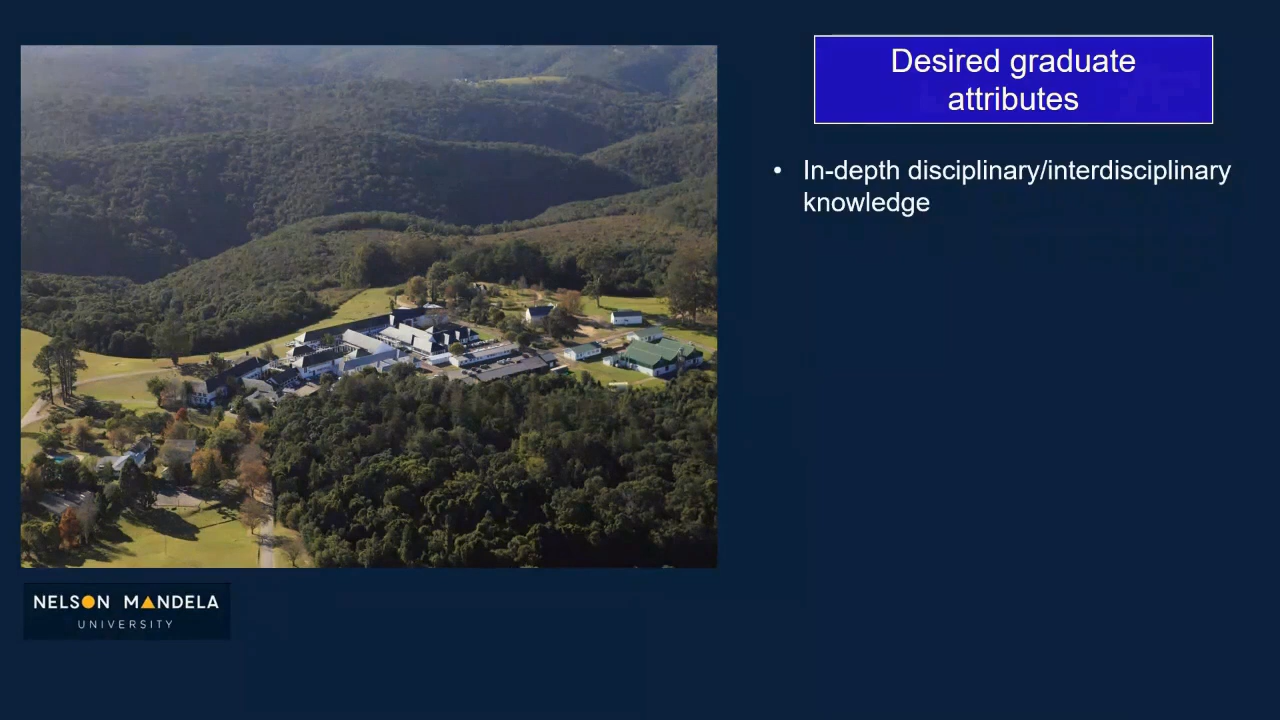 Desired graduate
attributes
• In-depth disciplinary/interdisciplinary
knowledge
NELSON MANDELA
UNIVERSITY